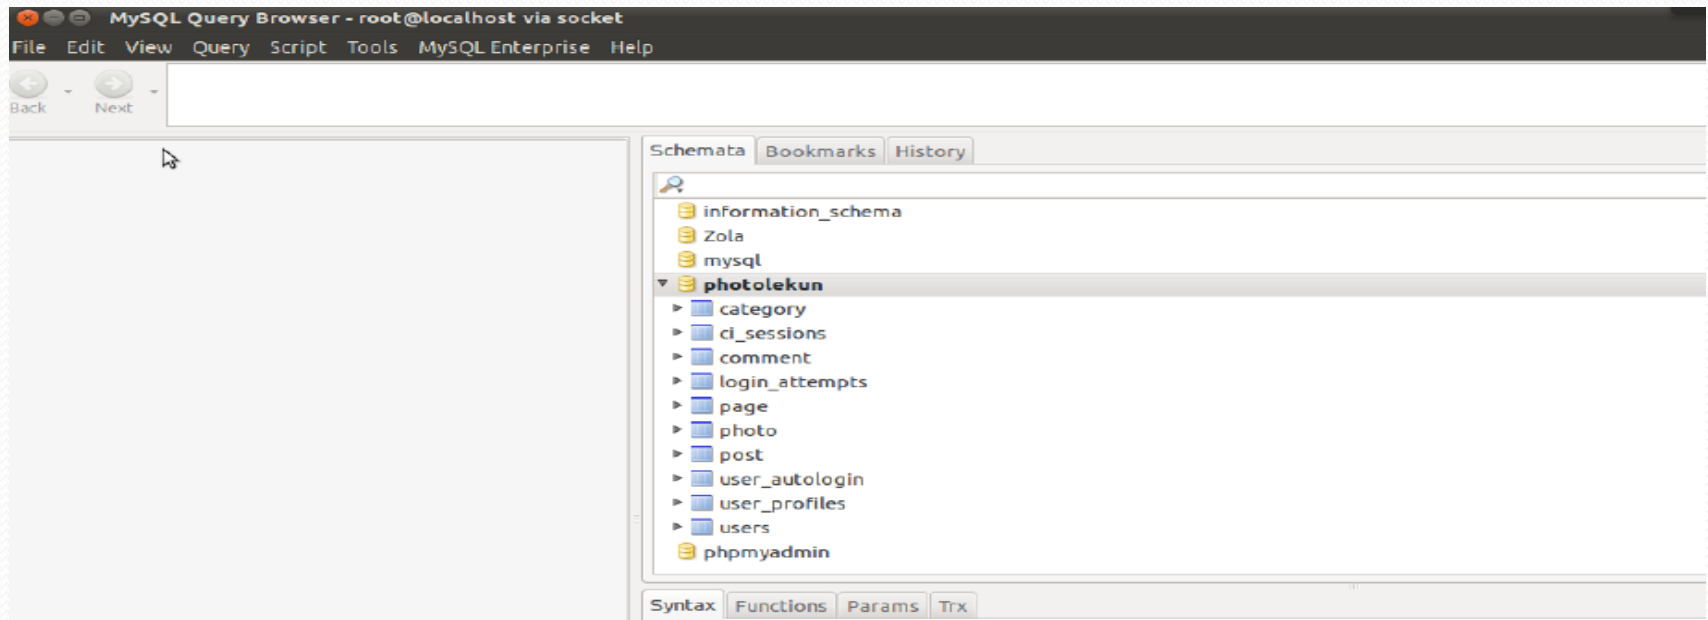 MySQL Query Browser - root@localhost via socket
File Edit View Query Script Tools MySQL Enterprise Help
Back Next
Schemata Bookmarks History
information_schema
Zola
mysql
photolekun
category
ci_sessions
comment
login_attempts
page
photo
post
user_autologin
user_profiles
users
phpmyadmin
Syntax Functions Params Trx